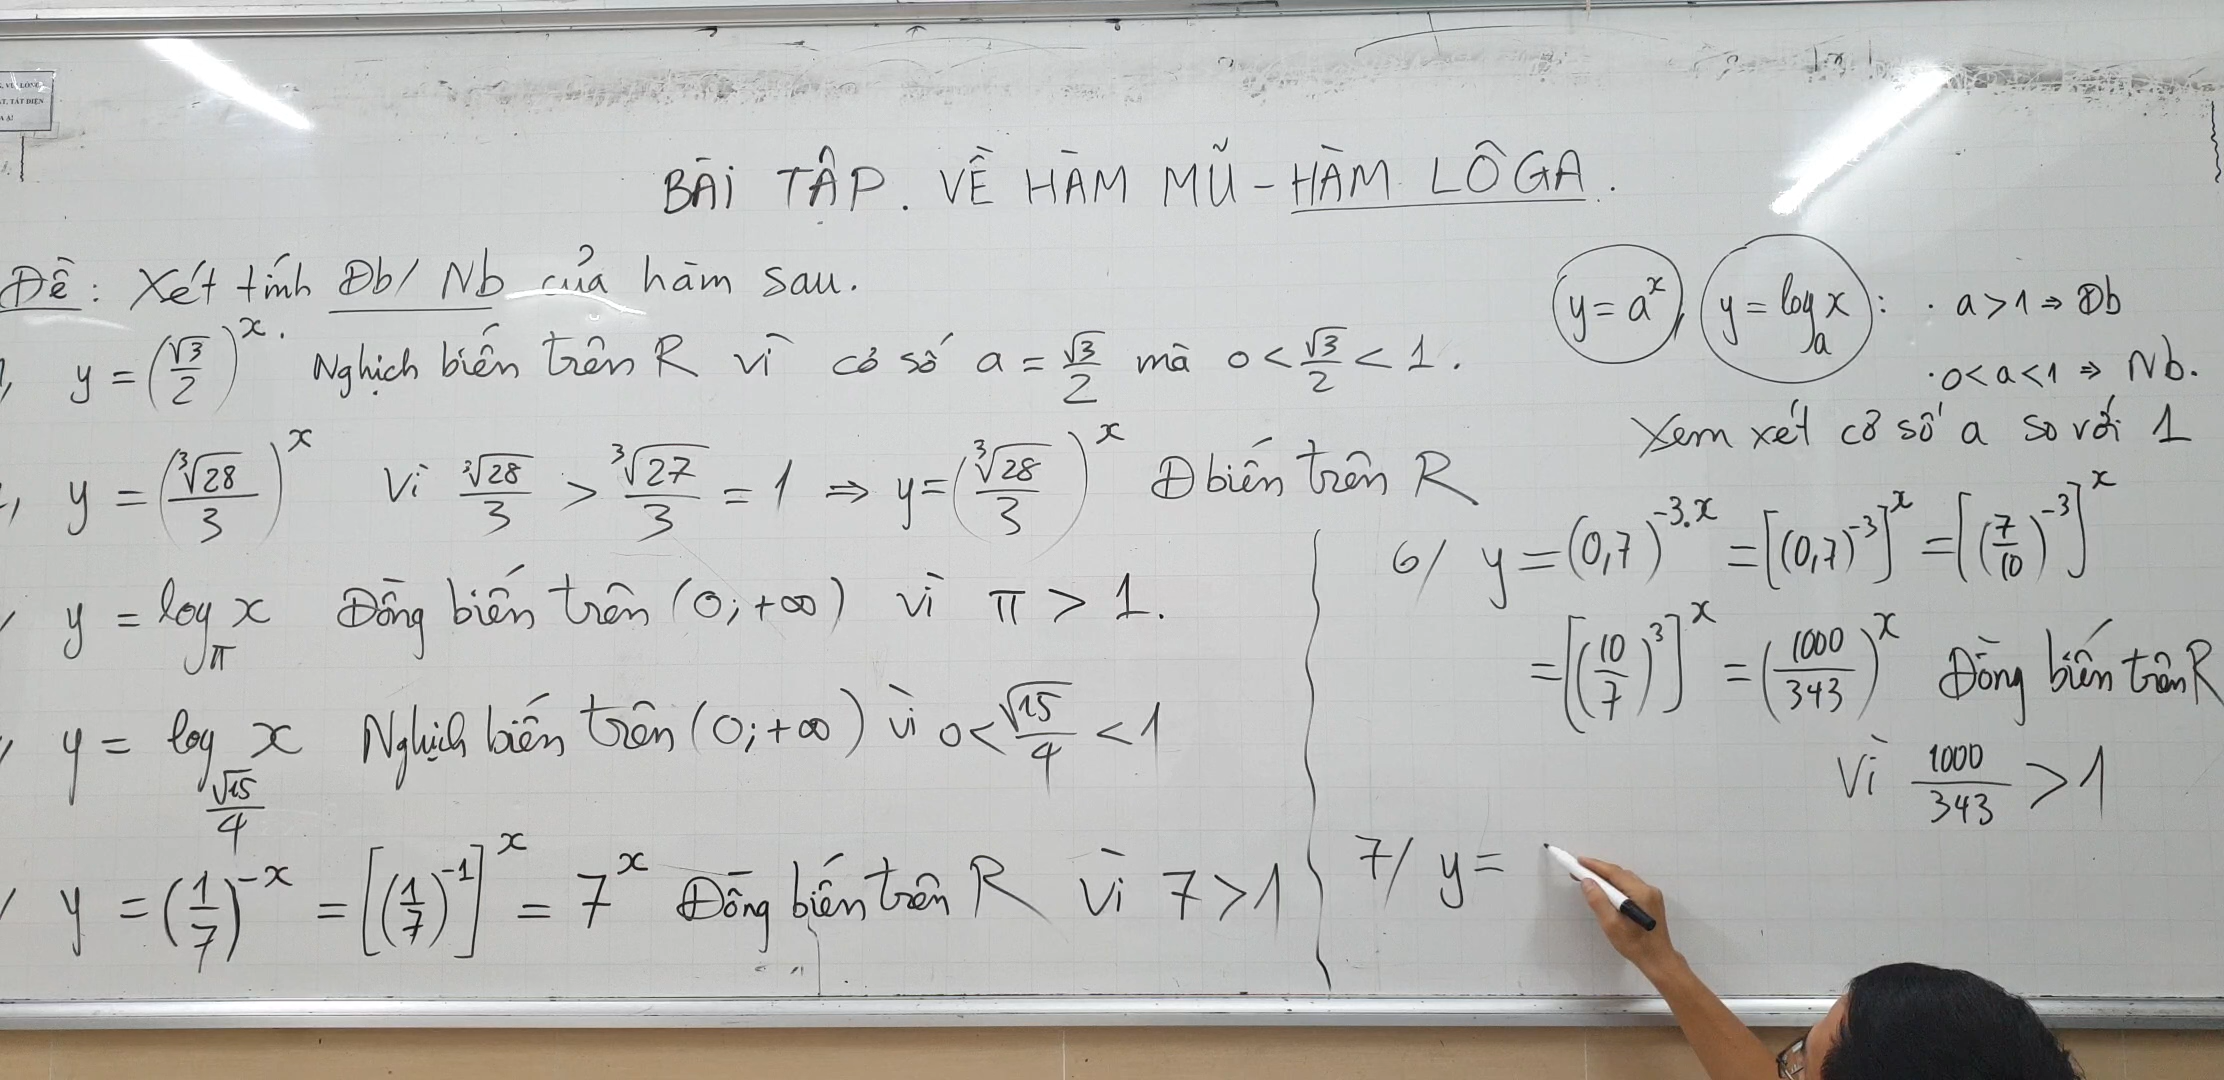 BÀI TẬP. VỀ HÀM MŨ - HÀM LÔGA.
Đề: Xét tính Đb/ Nb của hàm sau.
y = (√3/2)^x. Nghịch biến trên R vì cơ số a = √3/2 mà 0 < √3/2 < 1.
y = (∛28/3)^x Vì ∛28/3 > ∛27/3 = 1 ⇒ y = (∛28/3)^x Đ biến trên R
y = log_π x Đồng biến trên (0; +∞) vì π > 1.
y = log_(√15/4) x Nghịch biến trên (0; +∞) vì 0 < √15/4 < 1
y = (1/7)^-x = [(1/7)^-1]^x = 7^x Đồng biến trên R vì 7 > 1
y = a^x, y = log_a x : · a > 1 ⇒ Đb
· 0 < a < 1 ⇒ Nb.
Xem xét cơ số a so với 1
6/ y = (0,7)^-3.x = [(0,7)^-3]^x = [(7/10)^-3]^x
= [(10/7)^3]^x = (1000/343)^x Đồng biến trên R
Vì 1000/343 > 1
7/ y =